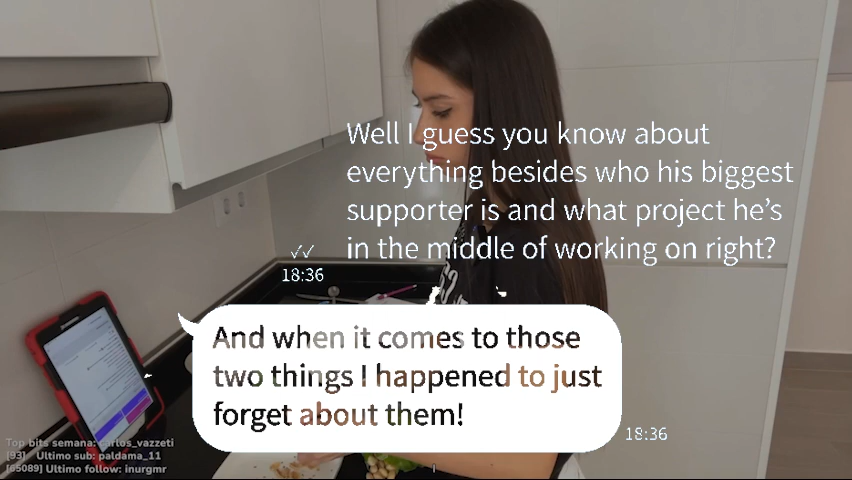 Well I guess you know about
everything besides who his biggest
supporter is and what project he's
in the middle of working on right?
18:36
And when it comes to those
two things I happened to just
forget about them!
18:36
Top bits semana: carlos_vazzeti
[93] Ultimo sub: paldama_11
[65089] Ultimo follow: inurgmr